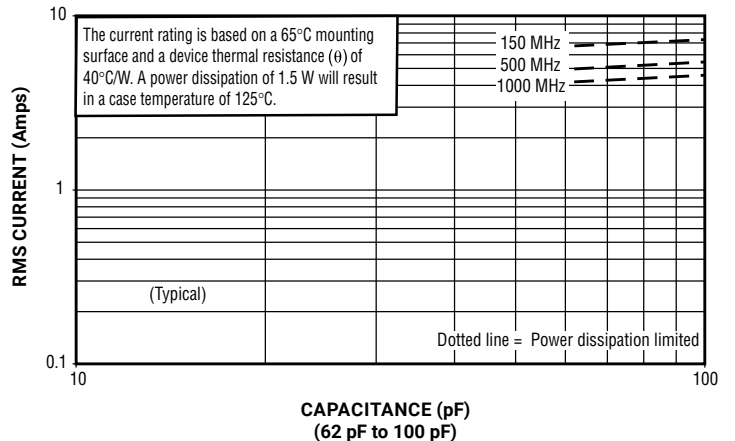 10
The current rating is based on a 65°C mounting
surface and a device thermal resistance (θ) of
40°C/W. A power dissipation of 1.5 W will result
in a case temperature of 125°C.
150 MHz
500 MHz
1000 MHz
RMS CURRENT (Amps)
1
(Typical)
Dotted line = Power dissipation limited
0.1
10
100
CAPACITANCE (pF)
(62 pF to 100 pF)